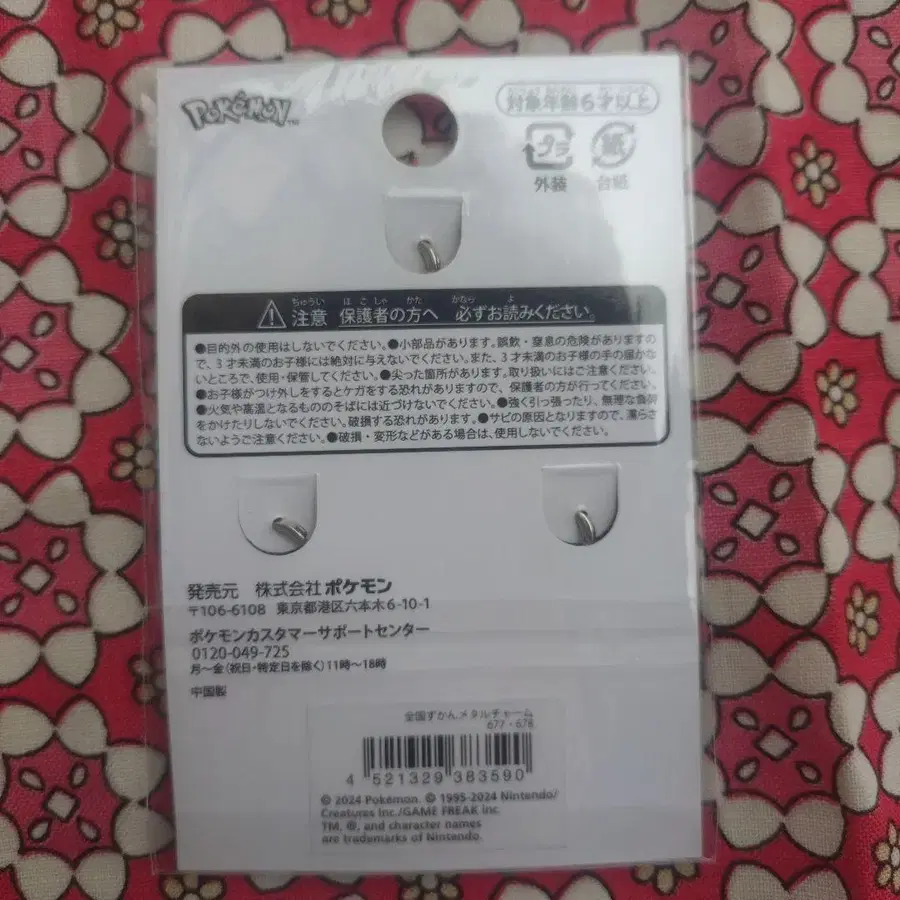 POKÉMON™
対象年齢6才以上
プラ
紙
外装
台紙
ちゅうい ほごしゃ かた かなら よ
注意 保護者の方へ 必ずお読みください。
●目的外の使用はしないでください。●小部品があります。誤飲・窒息の危険がありますの
で、3才未満のお子様には絶対に与えないでください。また、3才未満のお子様の手の届かな
いところで、使用・保管してください。●尖った箇所があります。取り扱いにはご注意ください。
●お子様がつけ外しをするとケガをする恐れがありますので、保護者の方が行ってください。
●火気や高温となるもののそばには近づけないでください。●強く引っ張ったり、無理な負荷
をかけたりしないでください。破損する恐れがあります。●サビの原因となりますので、濡らさ
ないようご注意ください。●破損・変形などがある場合は、使用しないでください。
発売元 株式会社ポケモン
〒106-6108 東京都港区六本木6-10-1
ポケモンカスタマーサポートセンター
0120-049-725
月～金(祝日・特定日を除く)11時～18時
中国製
全国ずかんメタルチャーム
677・678
4 521329 383590
© 2024 Pokémon. © 1995-2024 Nintendo/
Creatures Inc./GAME FREAK inc.
TM, ®, and character names
are trademarks of Nintendo.